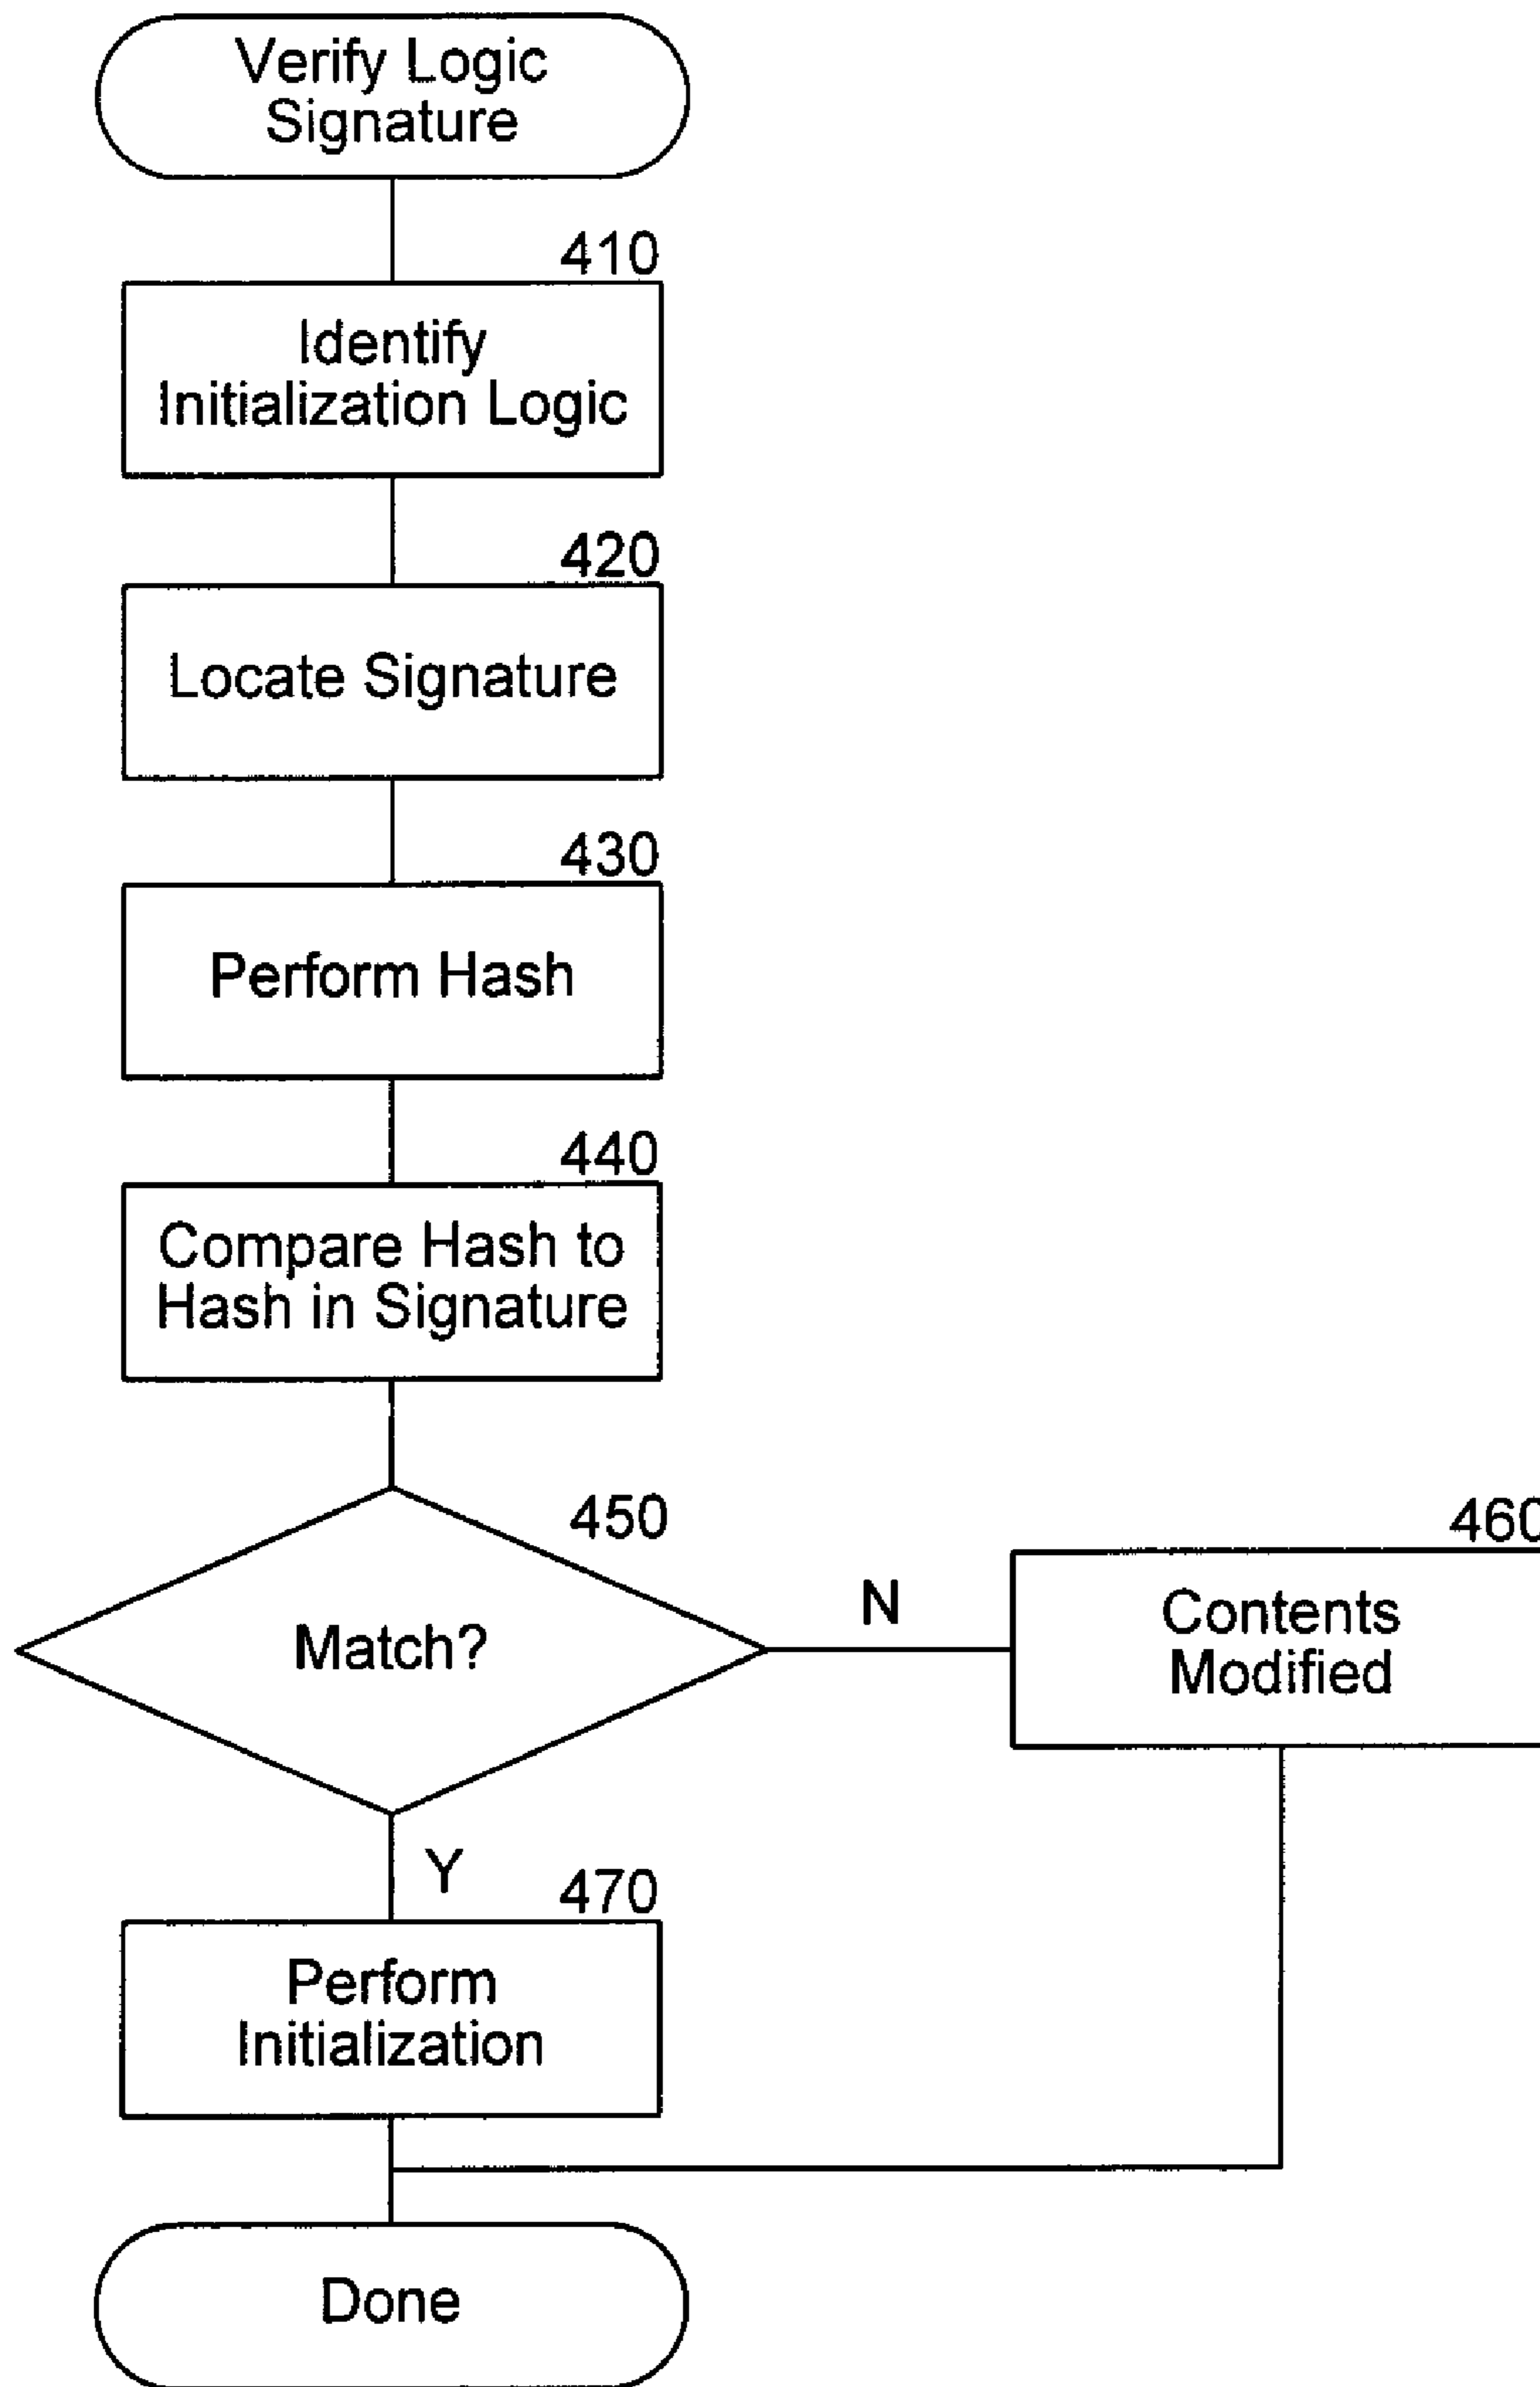 Verify Logic
Signature
410
Identify
Initialization Logic
420
Locate Signature
430
Perform Hash
440
Compare Hash to
Hash in Signature
450
Match?
N
460
Contents
Modified
Y
470
Perform
Initialization
Done